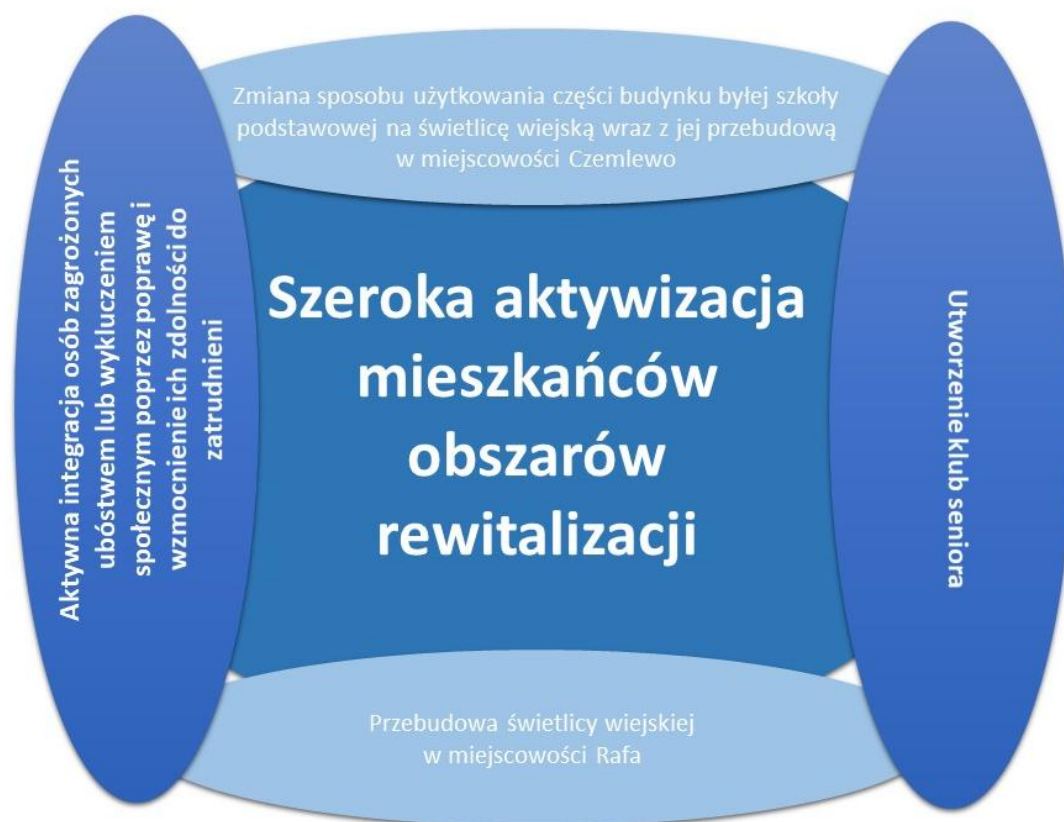 Zmiana sposobu użytkowania części budynku byłej szkoły
podstawowej na świetlicę wiejską wraz z jej przebudową
w miejscowości Czemlewo
Aktywna integracja osób zagrożonych
ubóstwem lub wykluczeniem
społecznym poprzez poprawę i
wzmocnienie ich zdolności do
zatrudnieni
Szeroka aktywizacja
mieszkańców
obszarów
rewitalizacji
Utworzenie klub seniora
Przebudowa świetlicy wiejskiej
w miejscowości Rafa